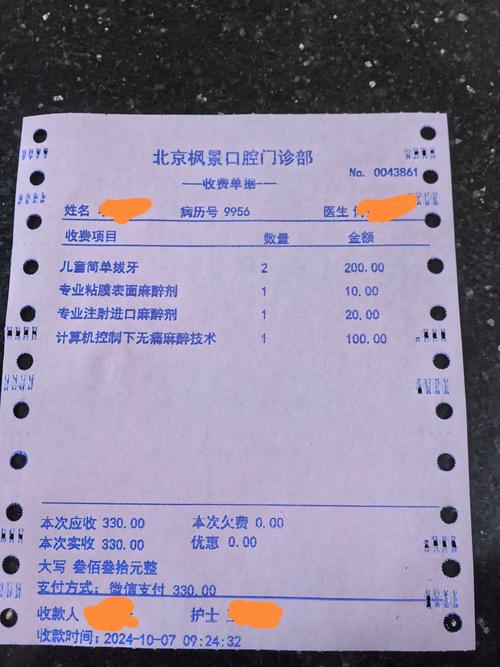 北京枫景口腔门诊部
——收费单据——
No. 0043861
姓名 病历号 9956 医生
收费项目 数量 金额
儿童简单拔牙 2 200.00
专业粘膜表面麻醉剂 1 10.00
专业注射进口麻醉剂 1 20.00
计算机控制下无痛麻醉技术 1 100.00
本次应收 330.00 本次欠费 0.00
本次实收 330.00 优惠 0.00
大写 叁佰叁拾元整
支付方式: 微信支付 330.00
收款人 护士
收款时间: 2024-10-07 09:24:32